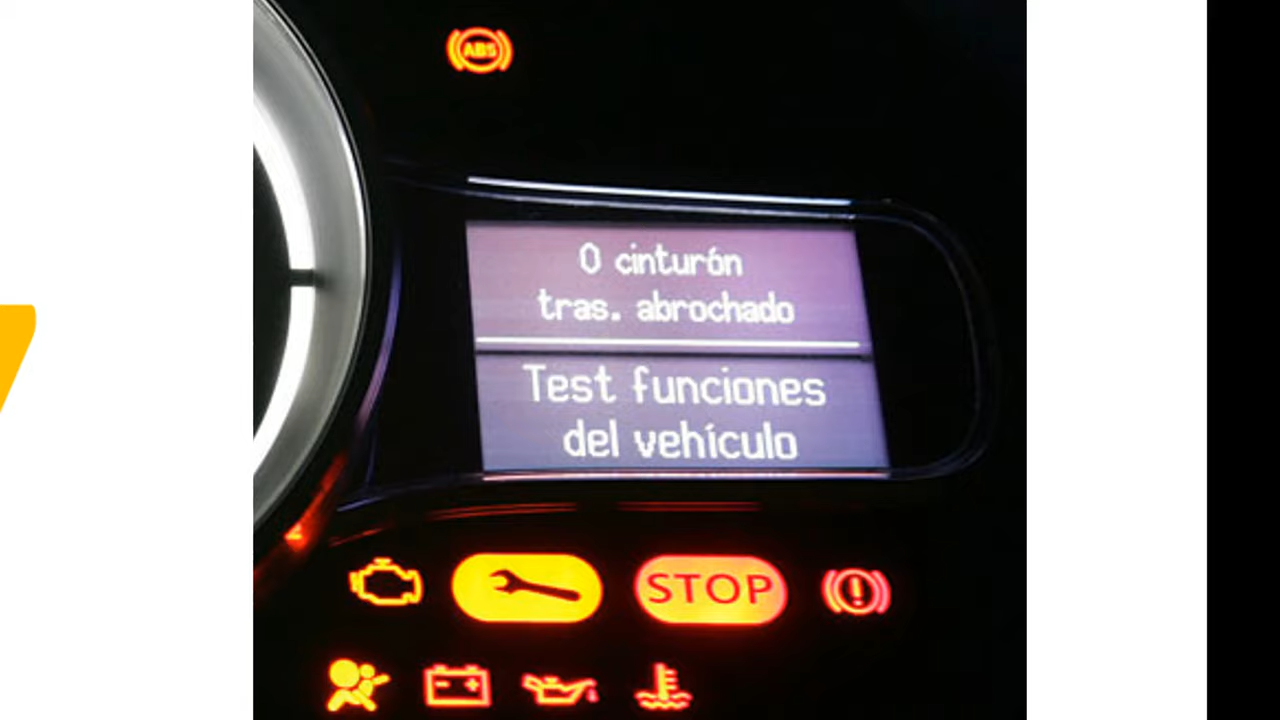 ABS
0 cinturón
tras. abrochado
Test funciones
del vehículo
STOP